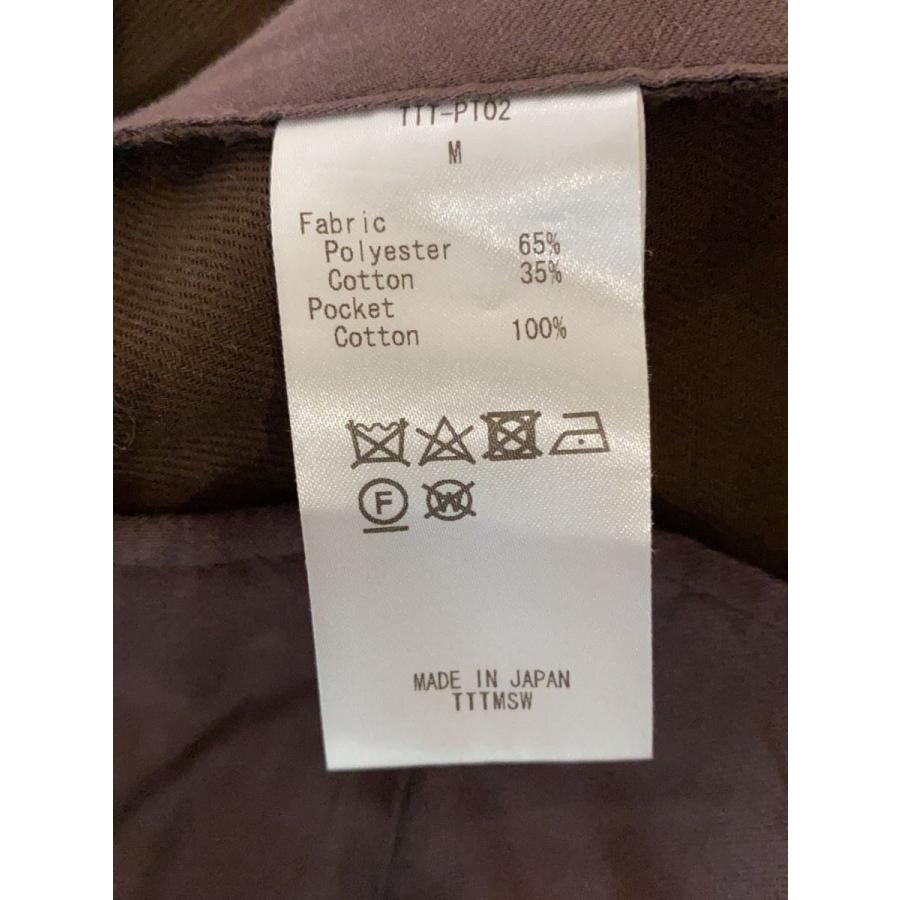 TTT-PT02
M
Fabric
Polyester 65%
Cotton 35%
Pocket
Cotton 100%
F
W
MADE IN JAPAN
TTTMSW